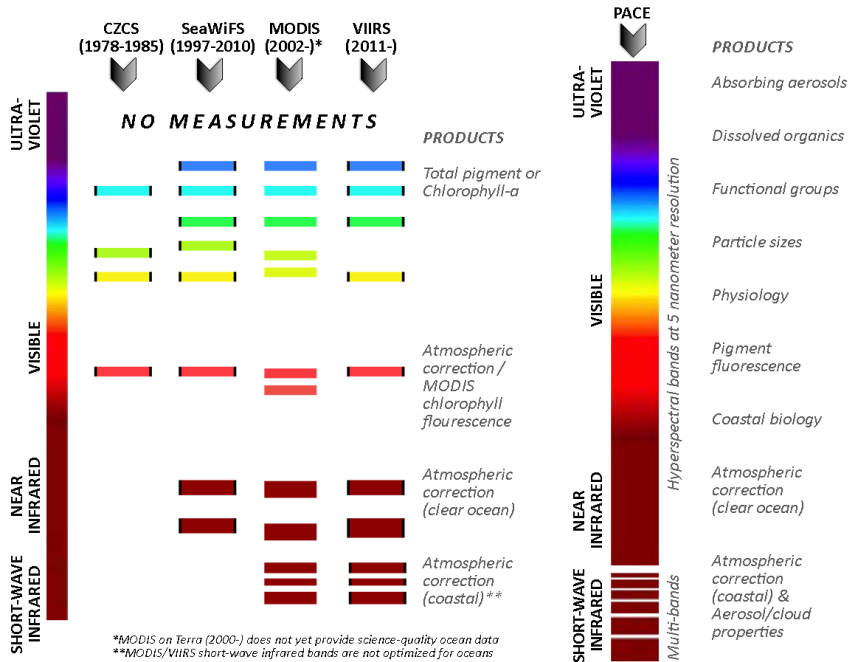 CZCS
(1978-1985)
SeaWiFS
(1997-2010)
MODIS
(2002-)*
VIIRS
(2011-)
ULTRA-
VIOLET
VISIBLE
NEAR
INFRARED
SHORT-WAVE
INFRARED
NO MEASUREMENTS
PRODUCTS
Total pigment or
Chlorophyll-a
Atmospheric
correction /
MODIS
chlorophyll
flourescence
Atmospheric
correction
(clear ocean)
Atmospheric
correction
(coastal)**
*MODIS on Terra (2000-) does not yet provide science-quality ocean data
**MODIS/VIIRS short-wave infrared bands are not optimized for oceans
PACE
ULTRA-
VIOLET
VISIBLE
NEAR
INFRARED
SHORT-WAVE
INFRARED
Hyperspectral bands at 5 nanometer resolution
Multi-bands
PRODUCTS
Absorbing aerosols
Dissolved organics
Functional groups
Particle sizes
Physiology
Pigment
fluorescence
Coastal biology
Atmospheric
correction
(clear ocean)
Atmospheric
correction
(coastal) &
Aerosol/cloud
properties